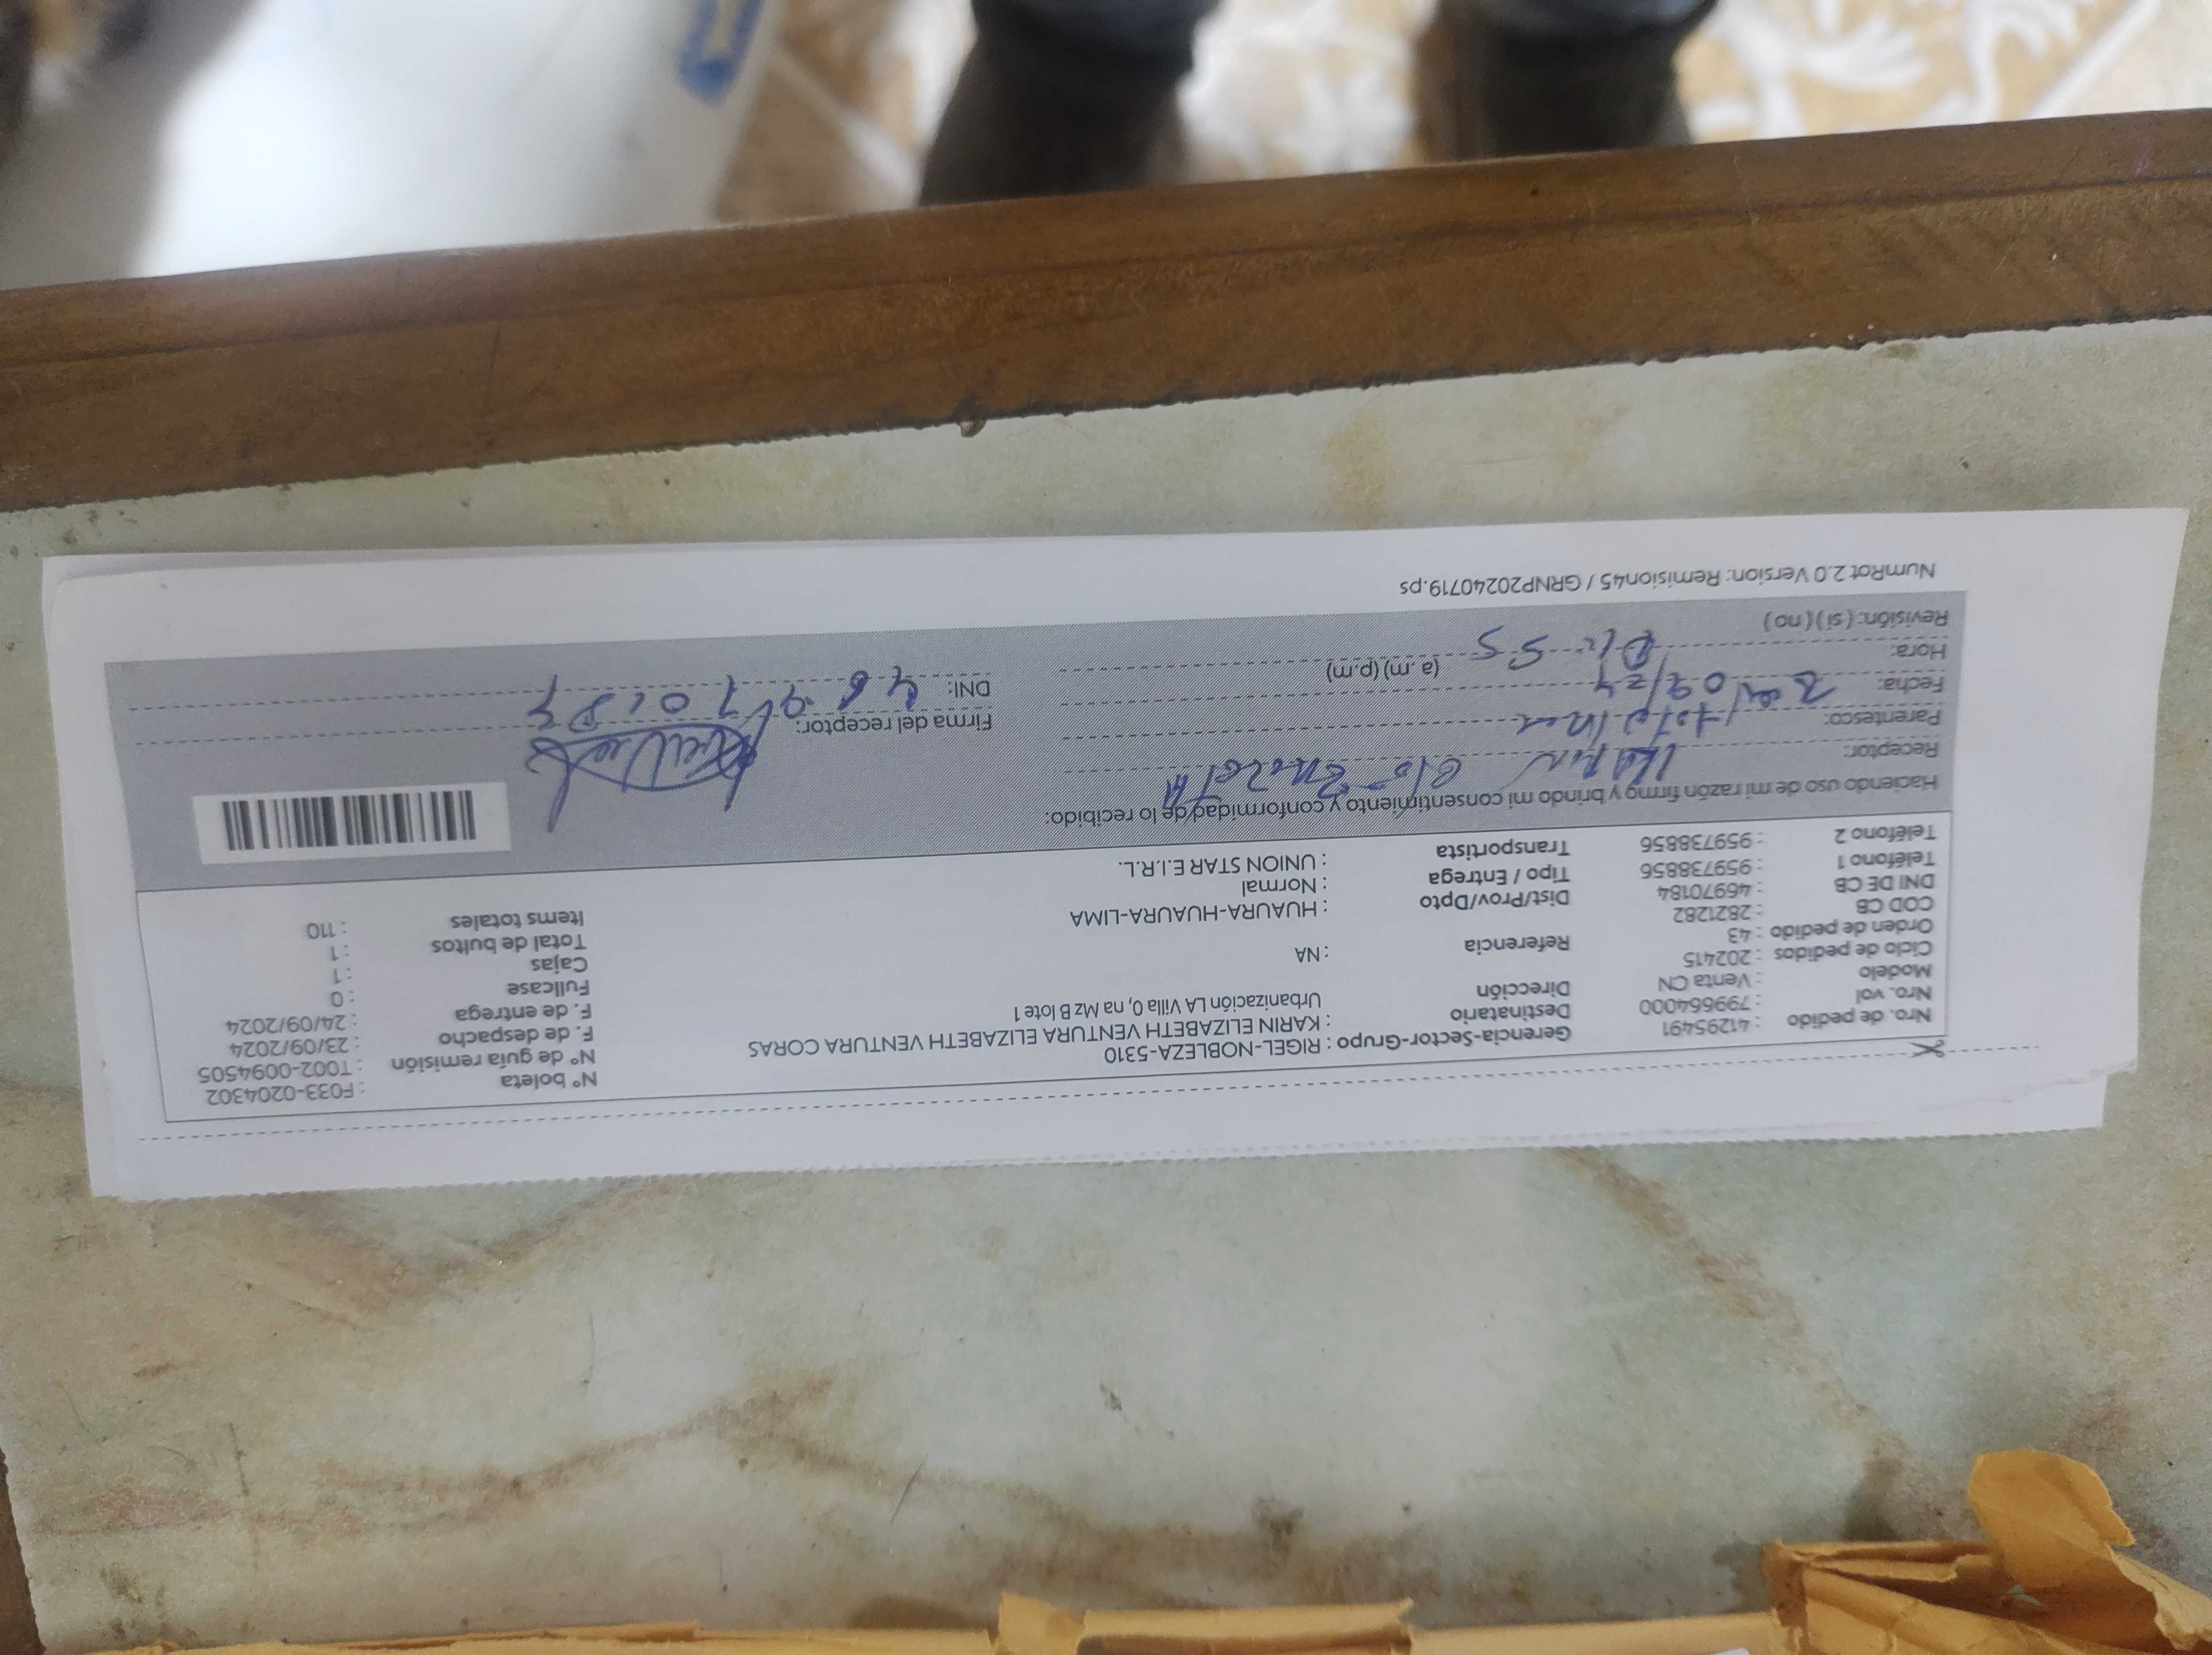 Nro. de pedido : 41295491 Gerencia-Sector-Grupo : RIGEL-NOBLEZA-5310 N° boleta : F033-0204302
Nro. vol : 799664000 Destinatario : KARIN ELIZABETH VENTURA ELIZABETH VENTURA CORAS N° de guía remisión : T002-0094505
Modelo : Venta CN Dirección Urbanización LA Villa 0, na Mz B lote 1 F. de despacho : 23/09/2024
Ciclo de pedidos : 202415 F. de entrega : 24/09/2024
Orden de pedido : 43 Referencia : NA Fullcase : 0
COD CB : 2821282 Cajas : 1
DNI DE CB : 46970184 Dist/Prov/Dpto : HUAURA-HUAURA-LIMA Total de bultos : 1
Teléfono 1 : 959738856 Tipo / Entrega : Normal Items totales : 110
Teléfono 2 : 959738856 Transportista : UNION STAR E.I.R.L.
Haciendo uso de mi razón firmo y brindo mi consentimiento y conformidad de lo recibido:
Receptor: Karin
Parentesco: Firma del receptor:
Fecha: DNI: 46970184
Hora: (a.m) (p.m)
Revisión: (sí) (no)
NumRot 2.0 Version: Remision45 / GRNP20240719.ps